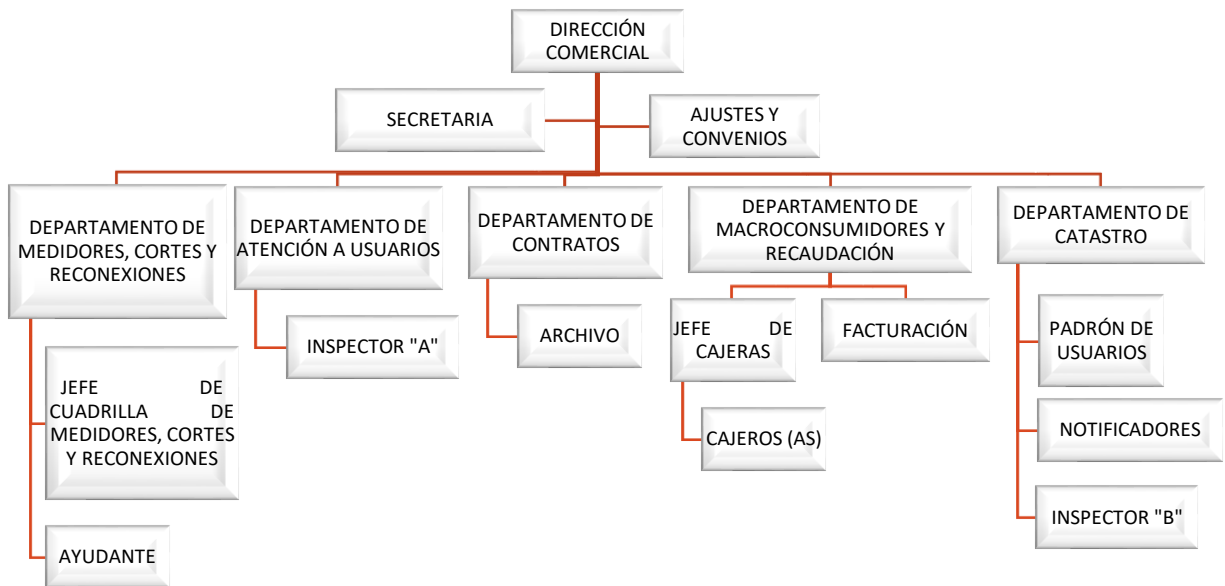 DIRECCIÓN
COMERCIAL
SECRETARIA
AJUSTES Y
CONVENIOS
DEPARTAMENTO DE
MEDIDORES, CORTES Y
RECONEXIONES
DEPARTAMENTO DE
ATENCIÓN A USUARIOS
DEPARTAMENTO DE
CONTRATOS
DEPARTAMENTO DE
MACROCONSUMIDORES Y
RECAUDACIÓN
DEPARTAMENTO DE
CATASTRO
JEFE DE
CUADRILLA DE
MEDIDORES, CORTES
Y RECONEXIONES
AYUDANTE
INSPECTOR "A"
ARCHIVO
JEFE DE
CAJERAS
CAJEROS (AS)
FACTURACIÓN
PADRÓN DE
USUARIOS
NOTIFICADORES
INSPECTOR "B"